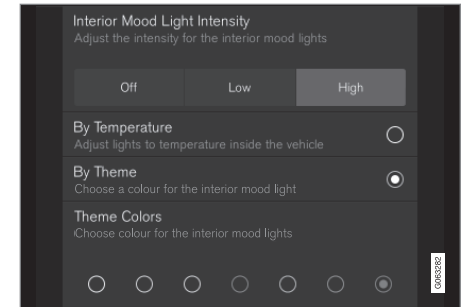 Interior Mood Light Intensity
Adjust the intensity for the interior mood lights
Off Low High
By Temperature
Adjust lights to temperature inside the vehicle
By Theme
Choose a colour for the interior mood light
Theme Colors
Choose colour for the interior mood lights
G063282